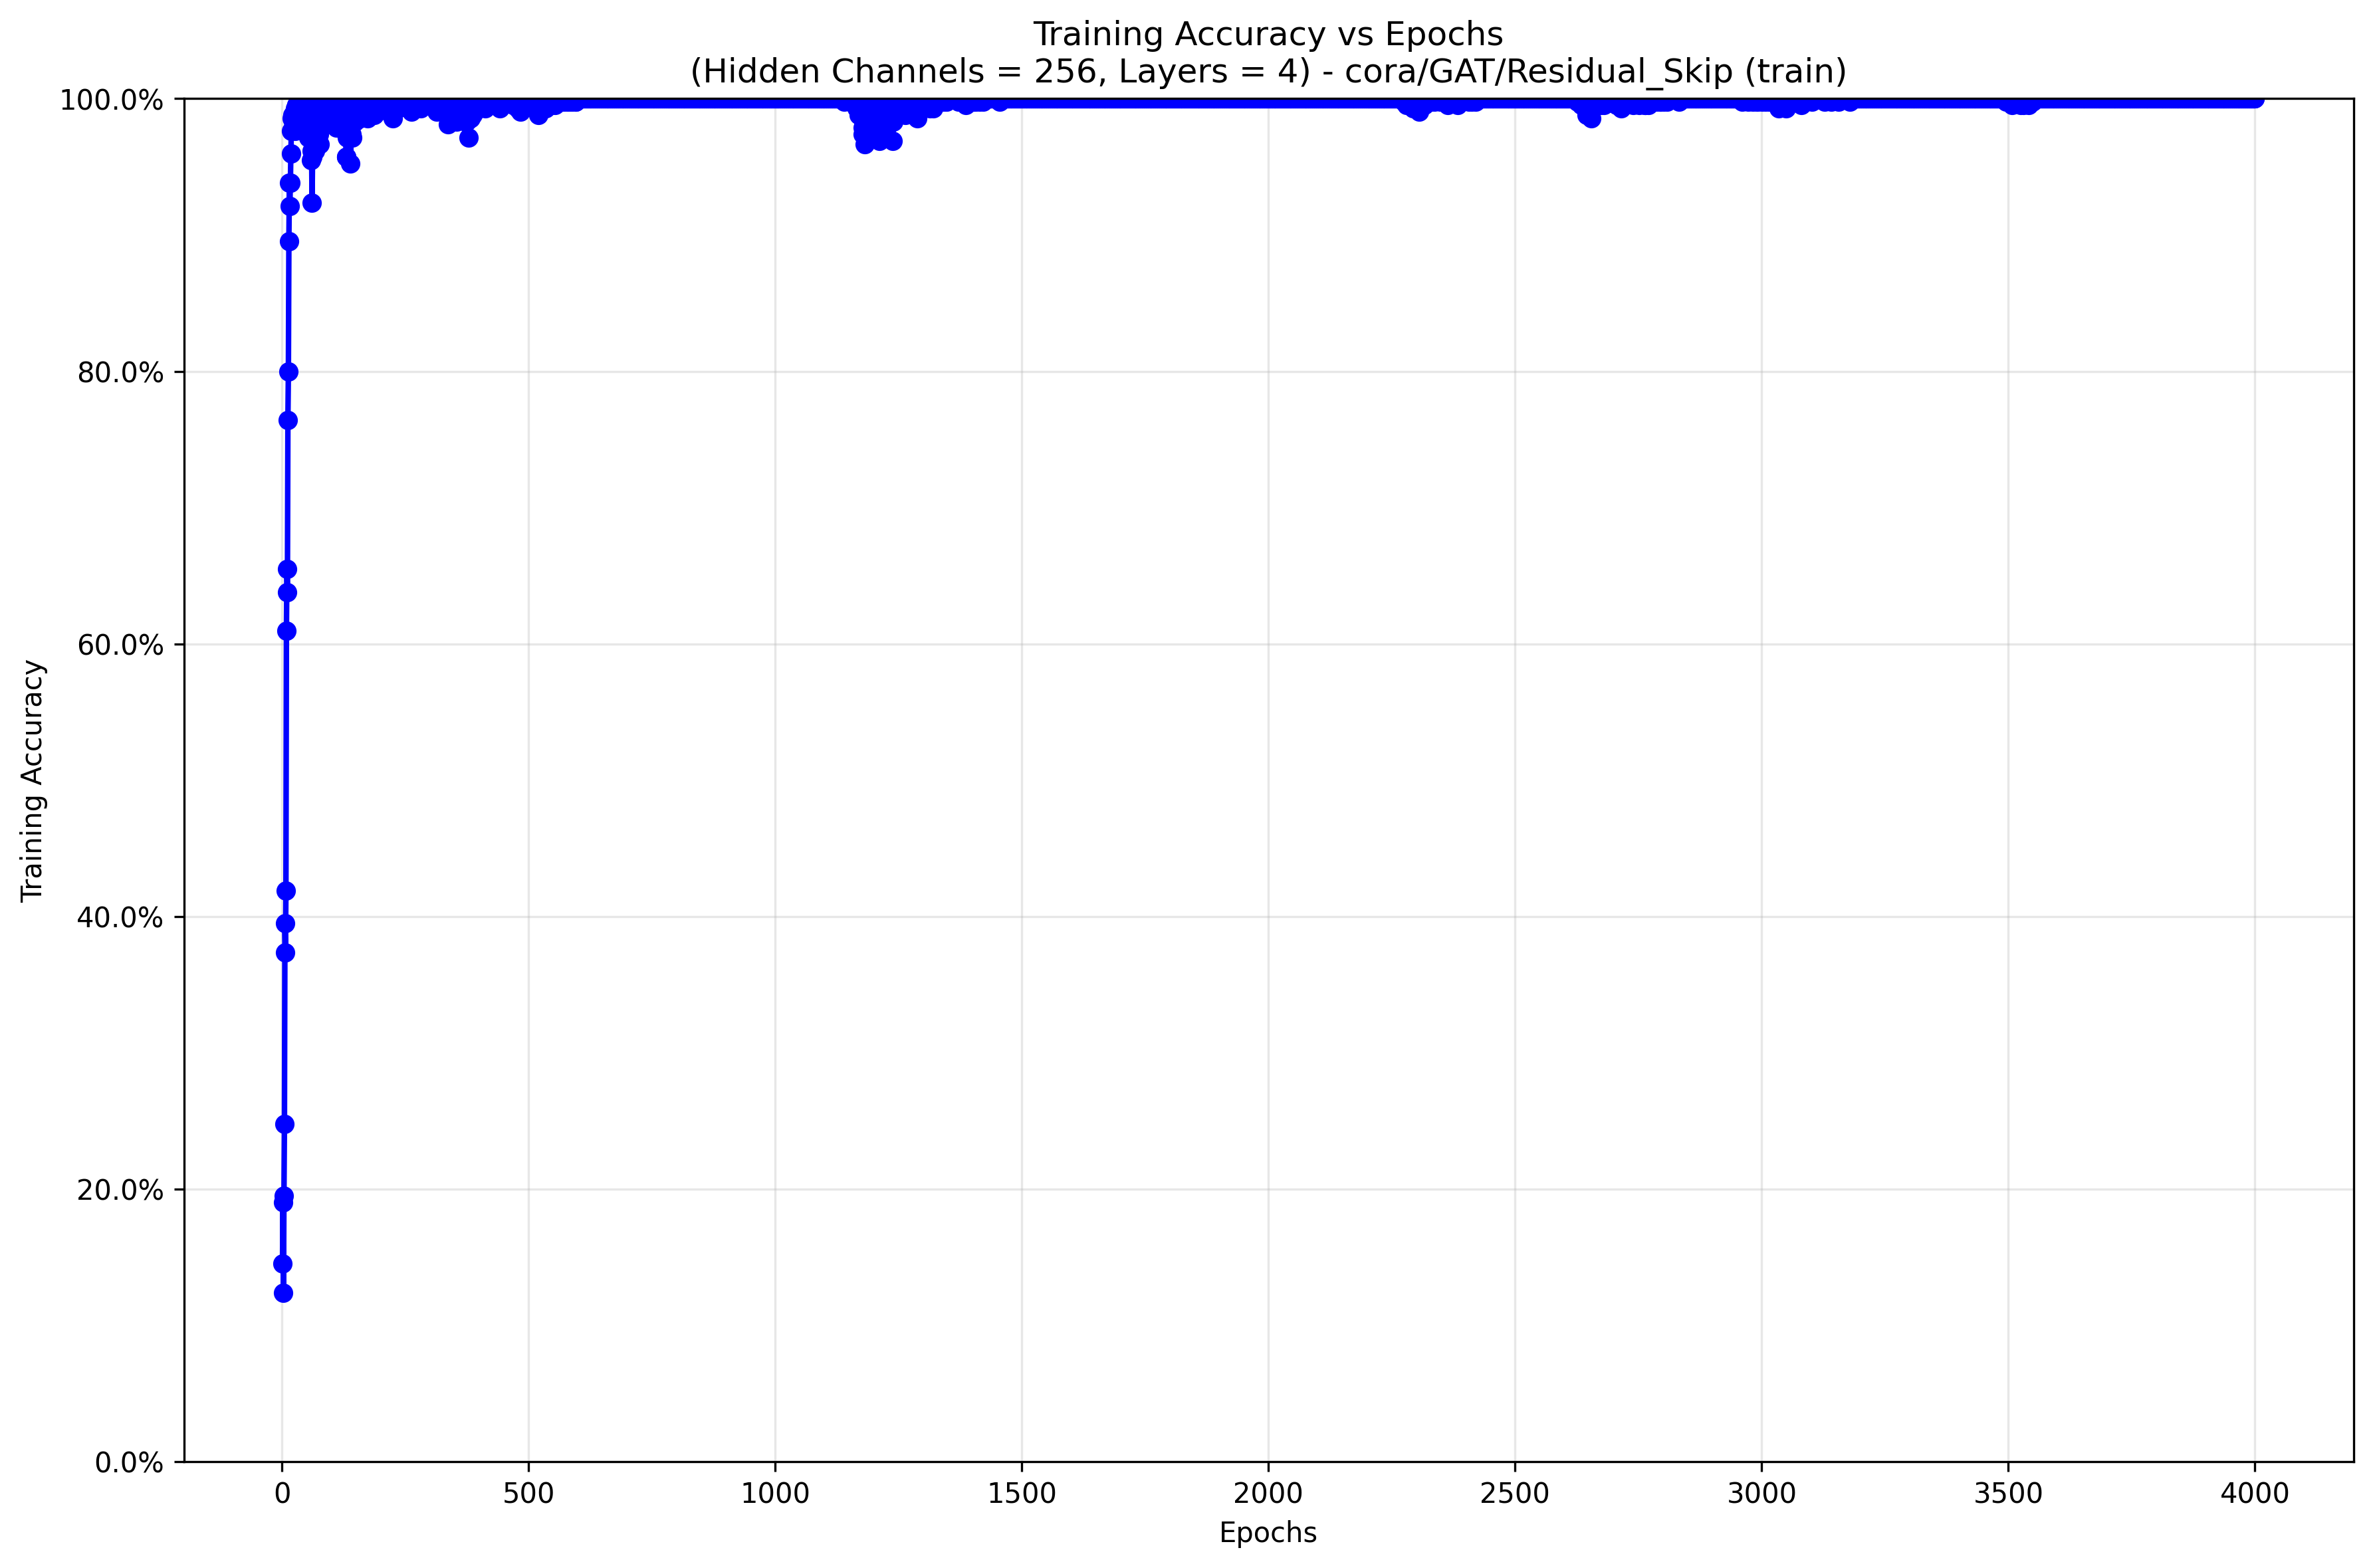 Training Accuracy vs Epochs
(Hidden Channels = 256, Layers = 4) - cora/GAT/Residual_Skip (train)
100.0%
80.0%
60.0%
40.0%
20.0%
0.0%
Training Accuracy
0 500 1000 1500 2000 2500 3000 3500 4000
Epochs